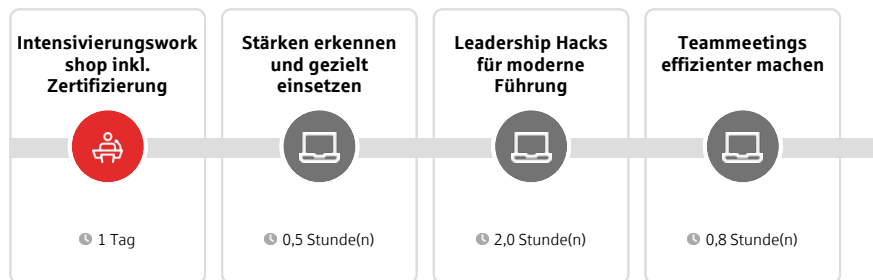 Intensivierungswork
shop inkl.
Zertifizierung
1 Tag
Stärken erkennen
und gezielt
einsetzen
0,5 Stunde(n)
Leadership Hacks
für moderne
Führung
2,0 Stunde(n)
Teammeetings
effizienter machen
0,8 Stunde(n)